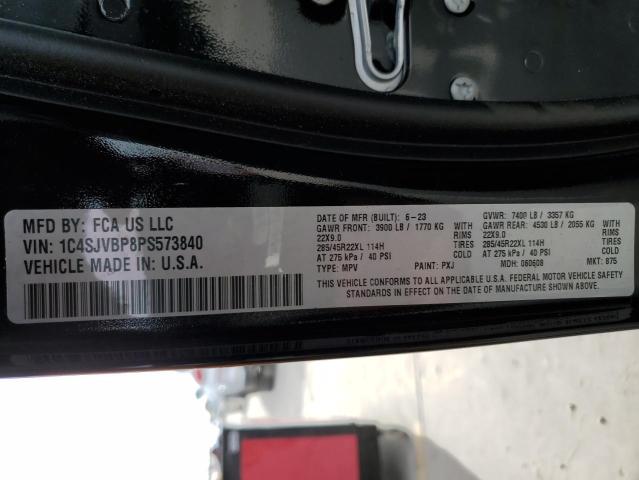 MFD BY: FCA US LLC
VIN: 1C4SJVBP8PS573840
VEHICLE MADE IN U.S.A.
DATE OF MFR (BUILT): 6-23 GVWR: 7400 LB / 3357 KG
GAWR FRONT: 3900 LB / 1770 KG WITH GAWR REAR: 4530 LB / 2055 KG WITH
22X9.0 RIMS 22X9.0 RIMS
285/45R22XL 114H 285/45R22XL 114H
AT 275 kPa / 40 PSI COLD AT 275 kPa / 40 PSI COLD
TYPE: MPV PAINT: PXJ MDH: 060608 MKT: 875
THIS VEHICLE CONFORMS TO ALL APPLICABLE U.S.A. FEDERAL MOTOR VEHICLE SAFETY
STANDARDS IN EFFECT ON THE DATE OF MANUFACTURE SHOWN ABOVE.